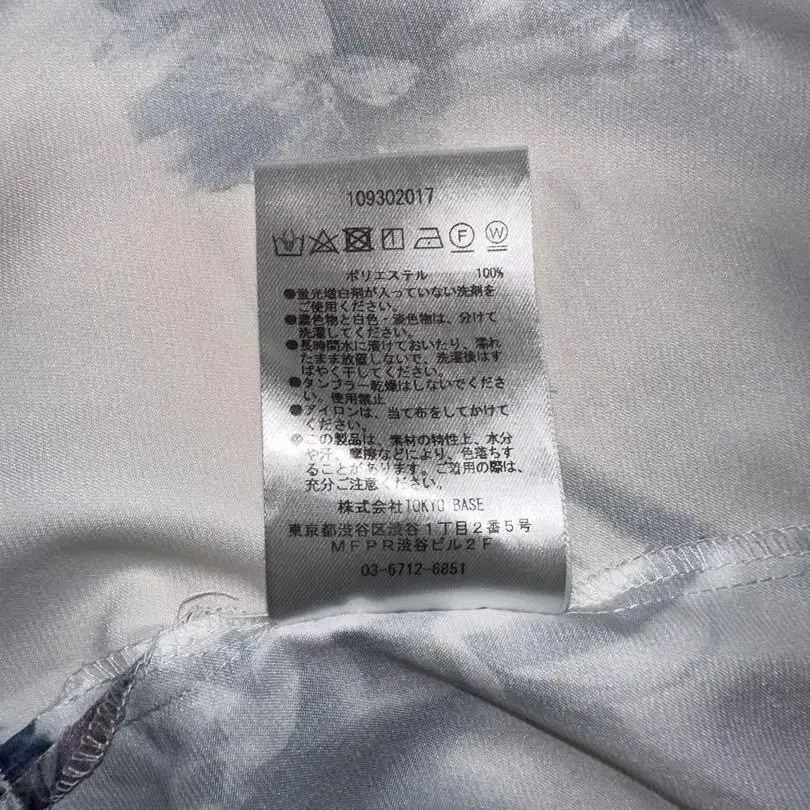 109302017
ポリエステル 100%
●蛍光増白剤が入っていない洗剤を
ご使用ください。
●濃色物と白色・淡色物は、分けて
洗濯してください。
●長時間水に漬けておいたり、濡れ
たまま放置しないで、洗濯後はす
ばやく干してください。
●タンブラー乾燥はしないでくださ
い。使用禁止
●アイロンは、当て布をしてかけて
ください。
●この製品は、素材の特性上、水分
や汗、摩擦などにより、色落ちす
ることがあります。ご着用の際は、
充分ご注意ください。
株式会社TOKYO BASE
東京都渋谷区渋谷1丁目2番5号
MFPR渋谷ビル2F
03-6712-6851